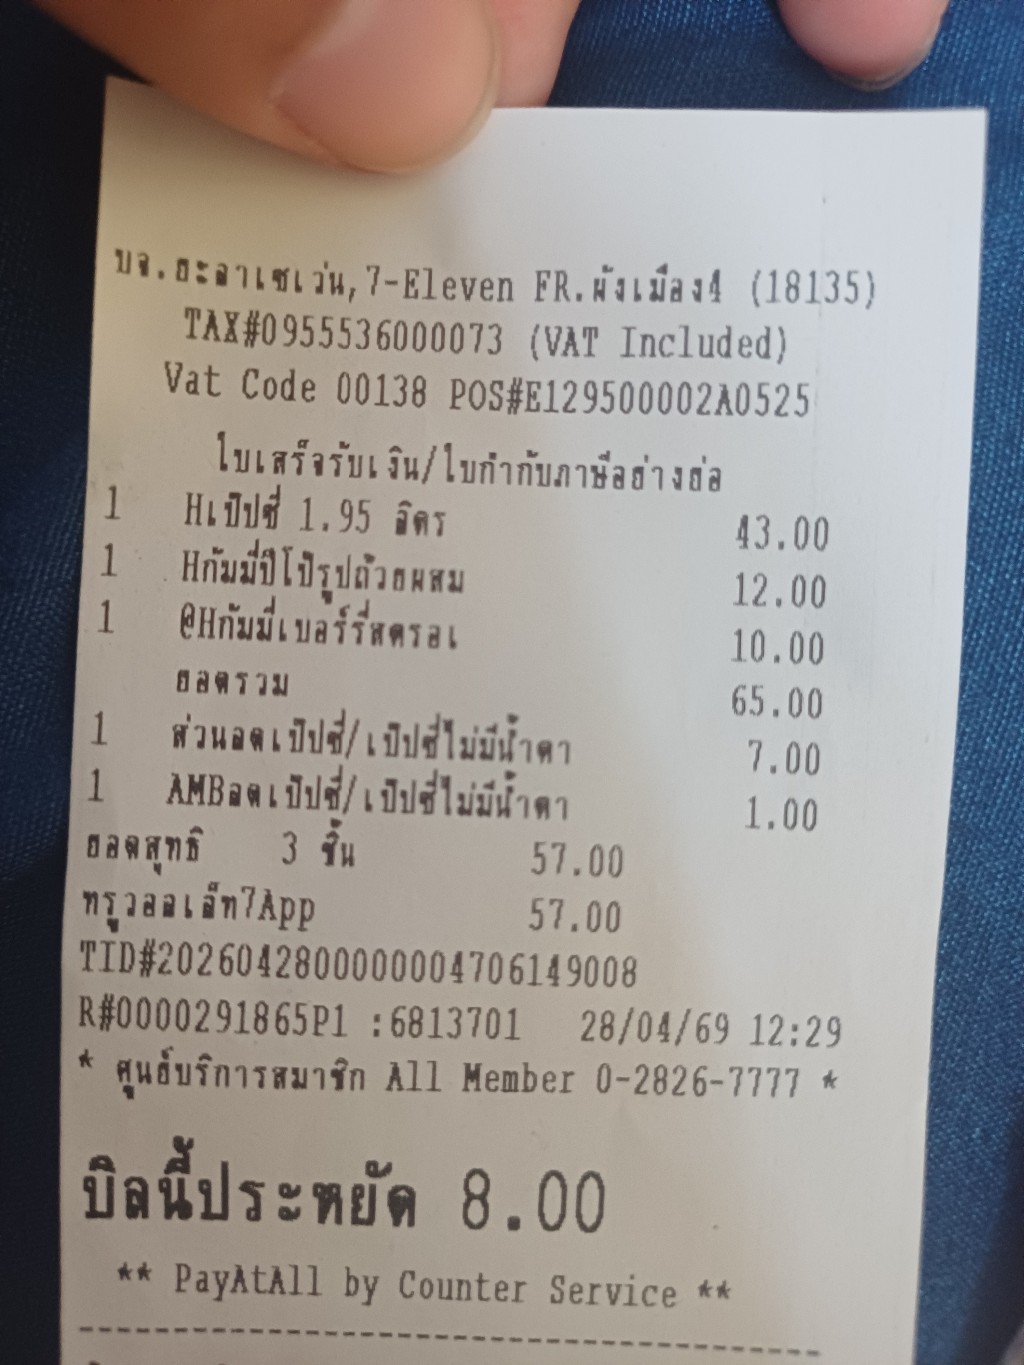 บจ.ยะลาเซเว่น,7-Eleven FR.ผังเมือง4 (18135)
TAX#0955536000073 (VAT Included)
Vat Code 00138 POS#E129500002A0525
ใบเสร็จรับเงิน/ใบกำกับภาษีอย่างย่อ
1 Hเป๊ปซี่ 1.95 ลิตร 43.00
1 Hกัมมี่ปีโป้รูปถ้วยผสม 12.00
1 @Hกัมมี่เบอร์รี่สตรอเ 10.00
ยอดรวม 65.00
1 ส่วนลดเป๊ปซี่/เป๊ปซี่ไม่มีน้ำตา 7.00
1 AMBลดเป๊ปซี่/เป๊ปซี่ไม่มีน้ำตา 1.00
ยอดสุทธิ 3 ชิ้น 57.00
ทรูวอลเล็ท7App 57.00
TID#2026042800000004706149008
R#0000291865P1 :6813701 28/04/69 12:29
* ศูนย์บริการสมาชิก All Member 0-2826-7777 *
บิลนี้ประหยัด 8.00
** PayAtAll by Counter Service **